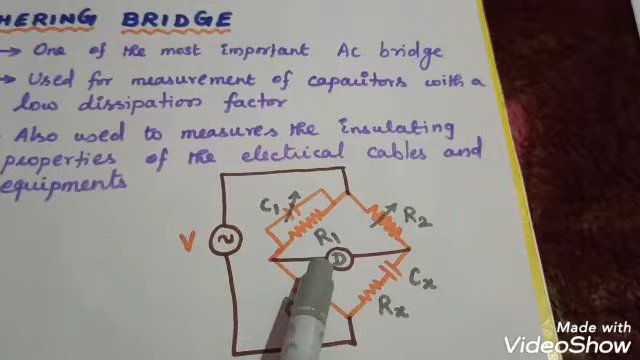 HERING BRIDGE
→ One of the most important Ac bridge
→ Used for measurement of capacitors with a
low dissipation factor
Also used to measures the insulating
properties of the electrical cables and
equipments
C1
R1
R2
V
D
Cx
Rx
Made with
VideoShow